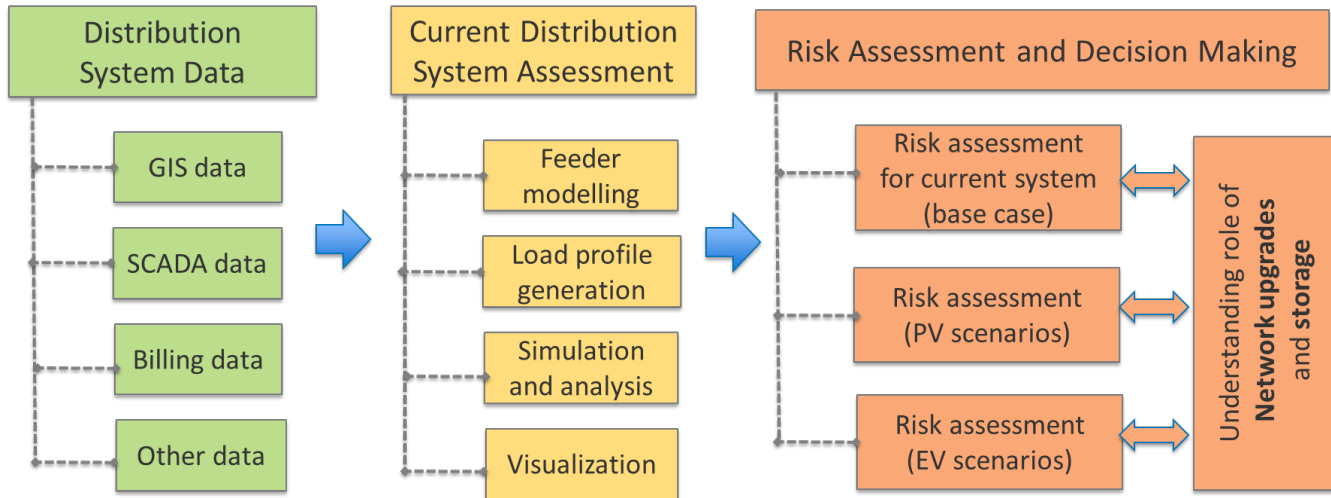 Distribution
System Data
GIS data
SCADA data
Billing data
Other data
Current Distribution
System Assessment
Feeder
modelling
Load profile
generation
Simulation
and analysis
Visualization
Risk Assessment and Decision Making
Risk assessment
for current system
(base case)
Risk assessment
(PV scenarios)
Risk assessment
(EV scenarios)
Understanding role of
Network upgrades
and storage